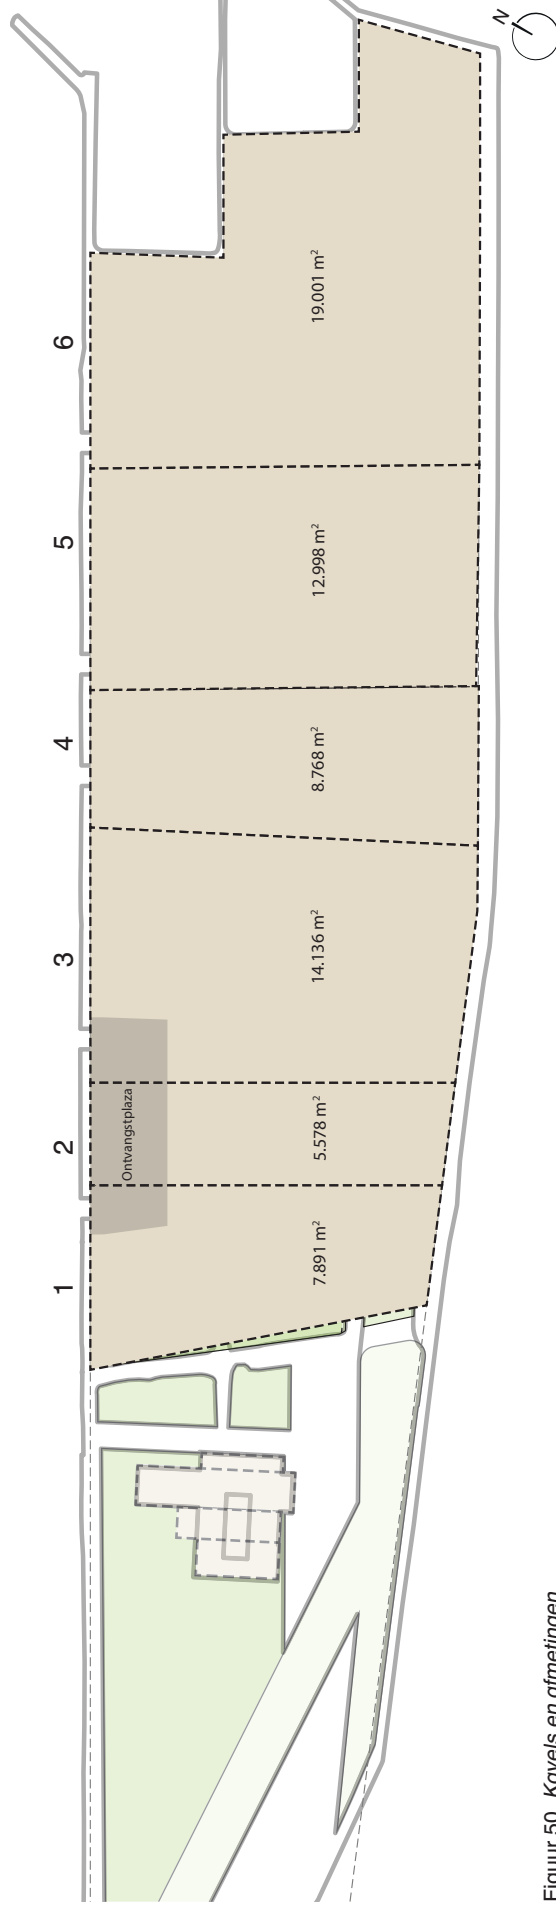 N
1
2
3
4
5
6
7.891 m²
5.578 m²
14.136 m²
8.768 m²
12.998 m²
19.001 m²
Ontvangstplaza
Figuur 50 Kavels en afmetingen